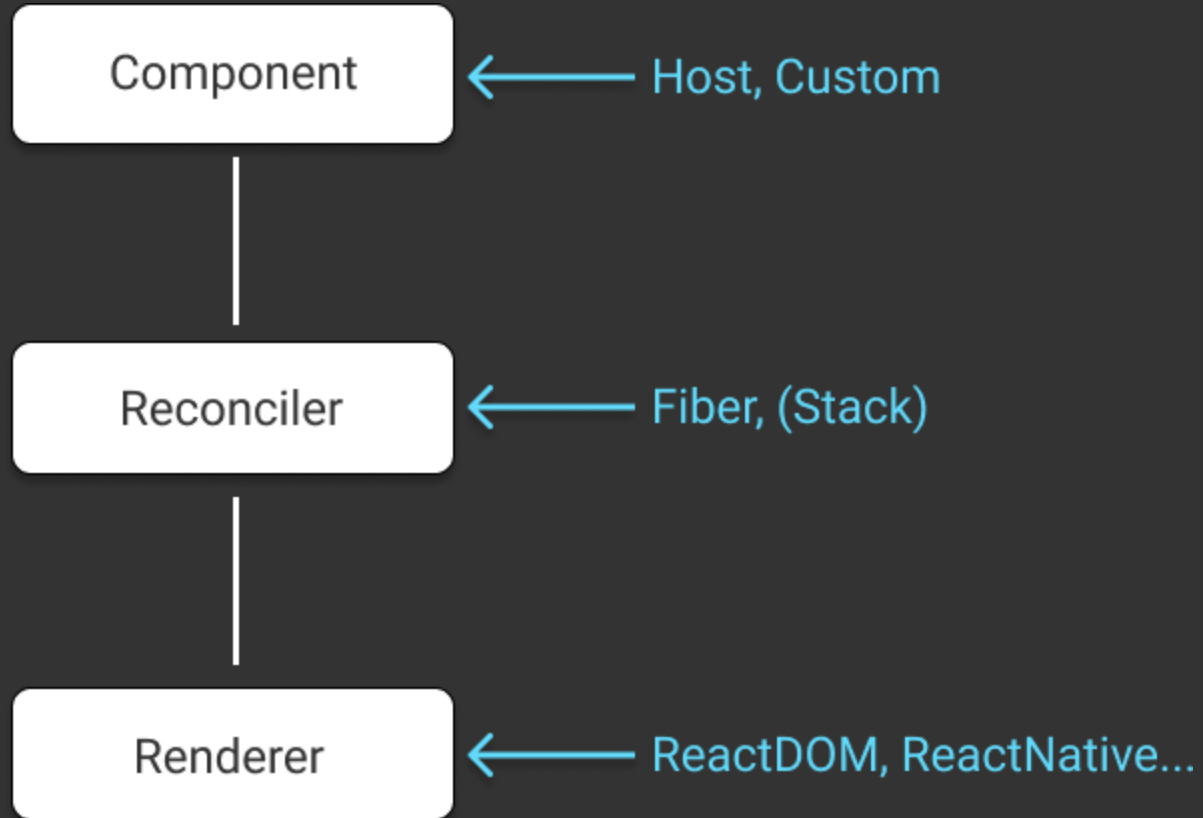 Component
Host, Custom
Reconciler
Fiber, (Stack)
Renderer
ReactDOM, ReactNative...